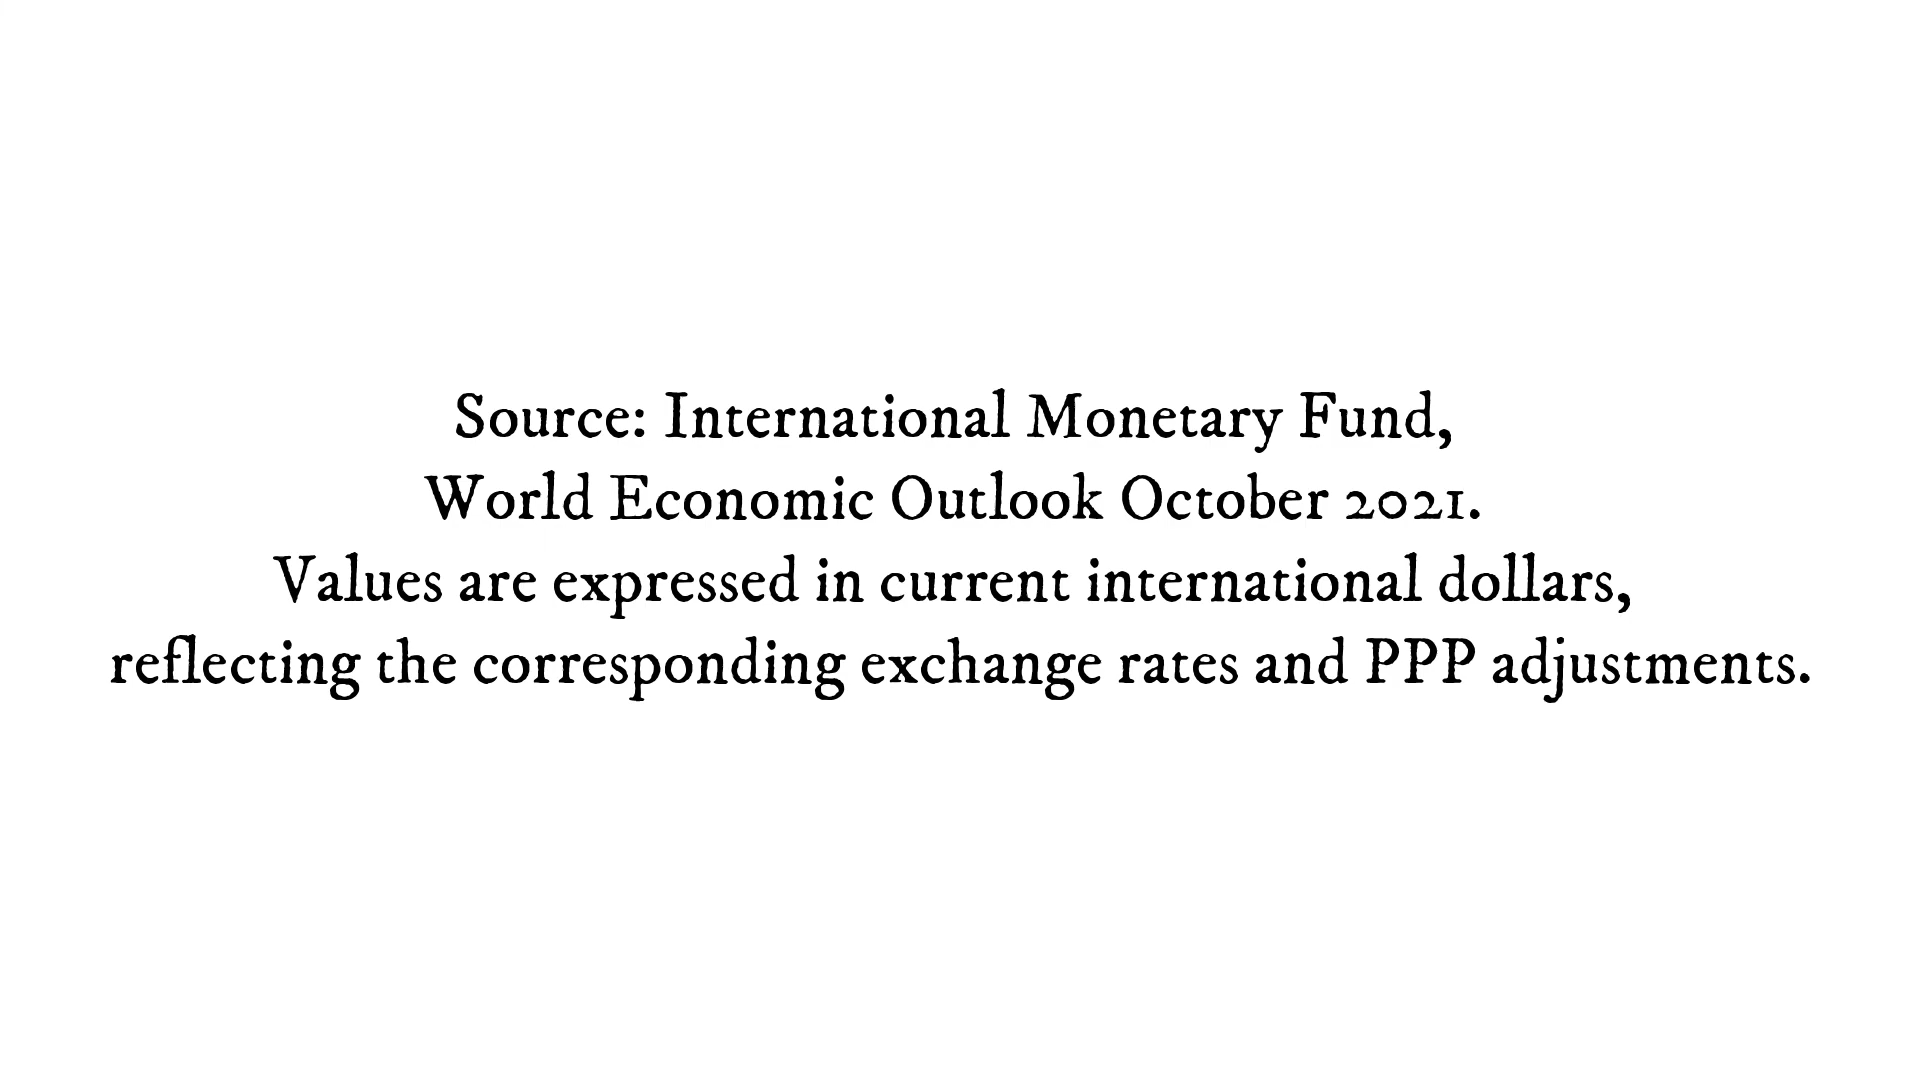 Source: International Monetary Fund,
World Economic Outlook October 2021.
Values are expressed in current international dollars,
reflecting the corresponding exchange rates and PPP adjustments.